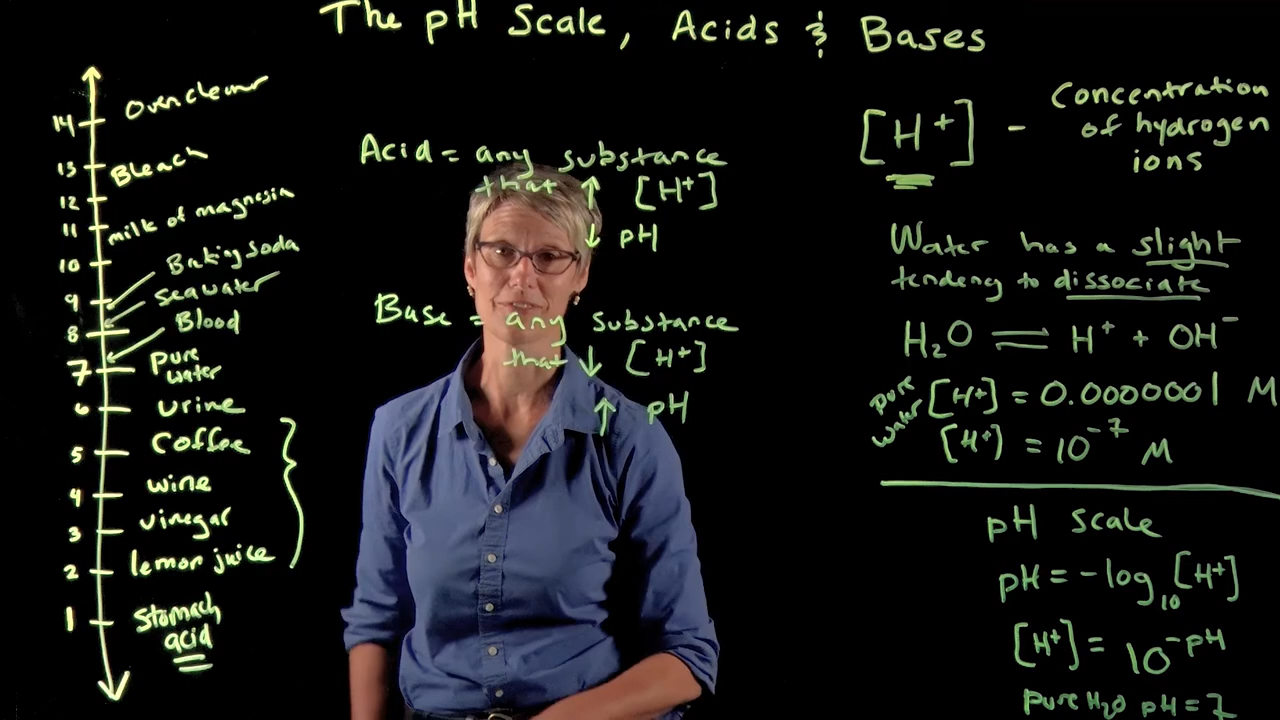 The pH Scale, Acids & Bases
14 Oven cleaner
13 Bleach
12
11 milk of magnesia
10 Baking soda
9 sea water
8 Blood
7 pure water
6 urine
5 coffee
4 wine
3 vinegar
2 lemon juice
1 stomach acid
Acid = any substance
that ↑ [H⁺]
↓ pH
Base = any substance
that ↓ [H⁺]
↑ pH
[H⁺] - Concentration
of hydrogen
ions
Water has a slight
tendency to dissociate
H₂O ⇌ H⁺ + OH⁻
pure water [H⁺] = 0.0000001 M
[H⁺] = 10⁻⁷ M
pH Scale
pH = -log₁₀ [H⁺]
[H⁺] = 10⁻ᵖᴴ
pure H₂O pH = 7